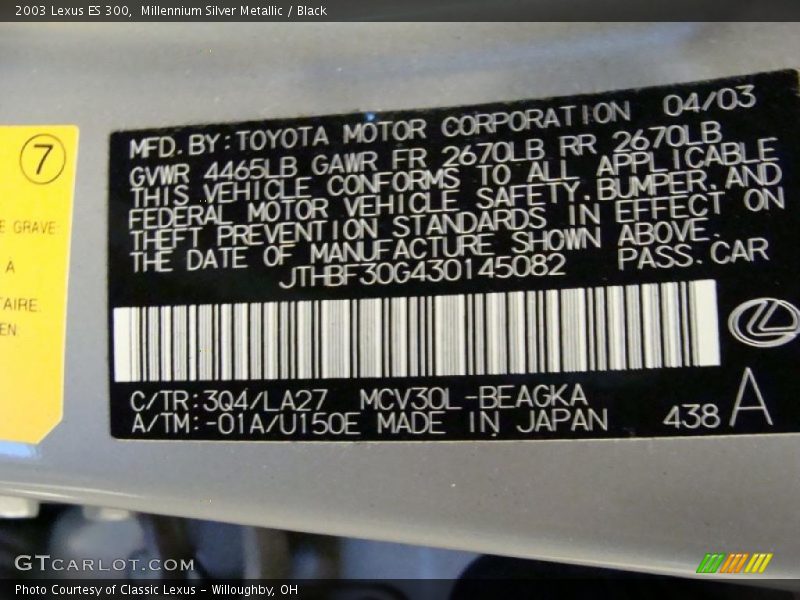 2003 Lexus ES 300, Millennium Silver Metallic / Black
7
E GRAVE:
À
TAIRE.
EN.
MFD. BY: TOYOTA MOTOR CORPORATION 04/03
GVWR 4465LB GAWR FR 2670LB RR 2670LB
THIS VEHICLE CONFORMS TO ALL APPLICABLE
FEDERAL MOTOR VEHICLE SAFETY, BUMPER, AND
THEFT PREVENTION STANDARDS IN EFFECT ON
THE DATE OF MANUFACTURE SHOWN ABOVE.
JTHBF30G430145082 PASS. CAR
C/TR: 3Q4/LA27 MCV30L-BEAGKA
A/TM: -01A/U150E MADE IN JAPAN 438 A
GTCARLOT.COM
Photo Courtesy of Classic Lexus - Willoughby, OH